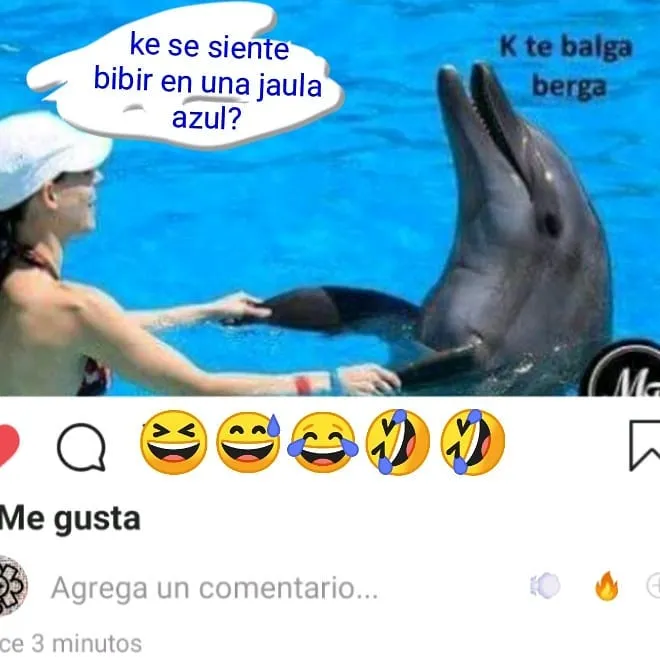 ke se siente
bibir en una jaula
azul?
K te balga
berga
Me gusta
Agrega un comentario...
ce 3 minutos